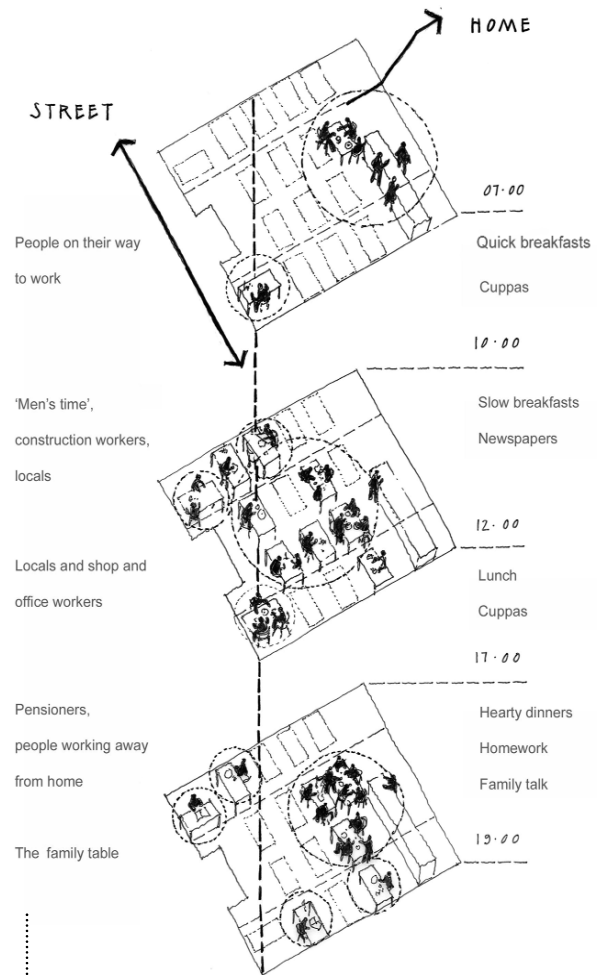 HOME
STREET
07.00
People on their way
to work
Quick breakfasts
Cuppas
10.00
'Men's time',
construction workers,
locals
Slow breakfasts
Newspapers
12.00
Locals and shop and
office workers
Lunch
Cuppas
17.00
Pensioners,
people working away
from home
Hearty dinners
Homework
Family talk
19.00
The family table